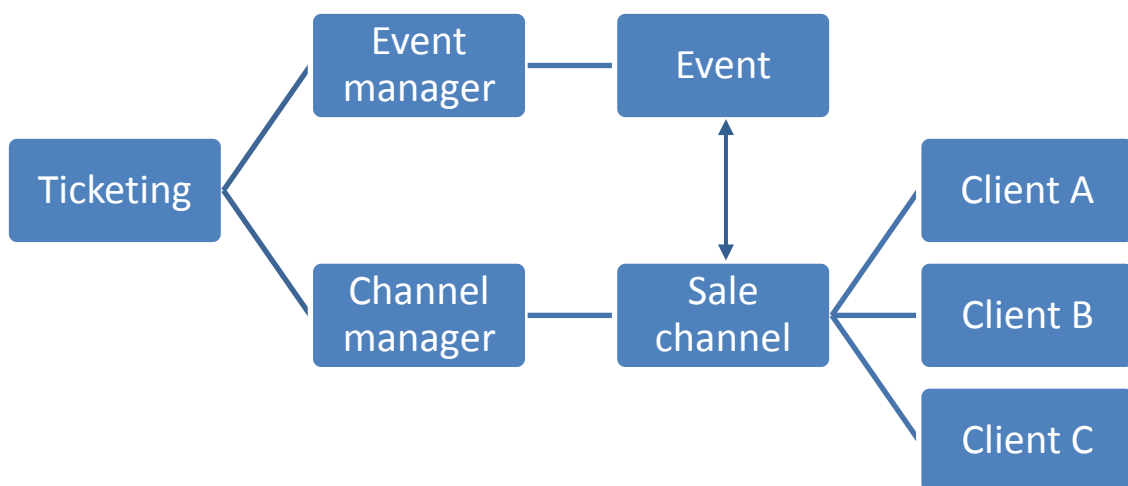 Event
manager
Event
Ticketing
Client A
Channel
manager
Sale
channel
Client B
Client C